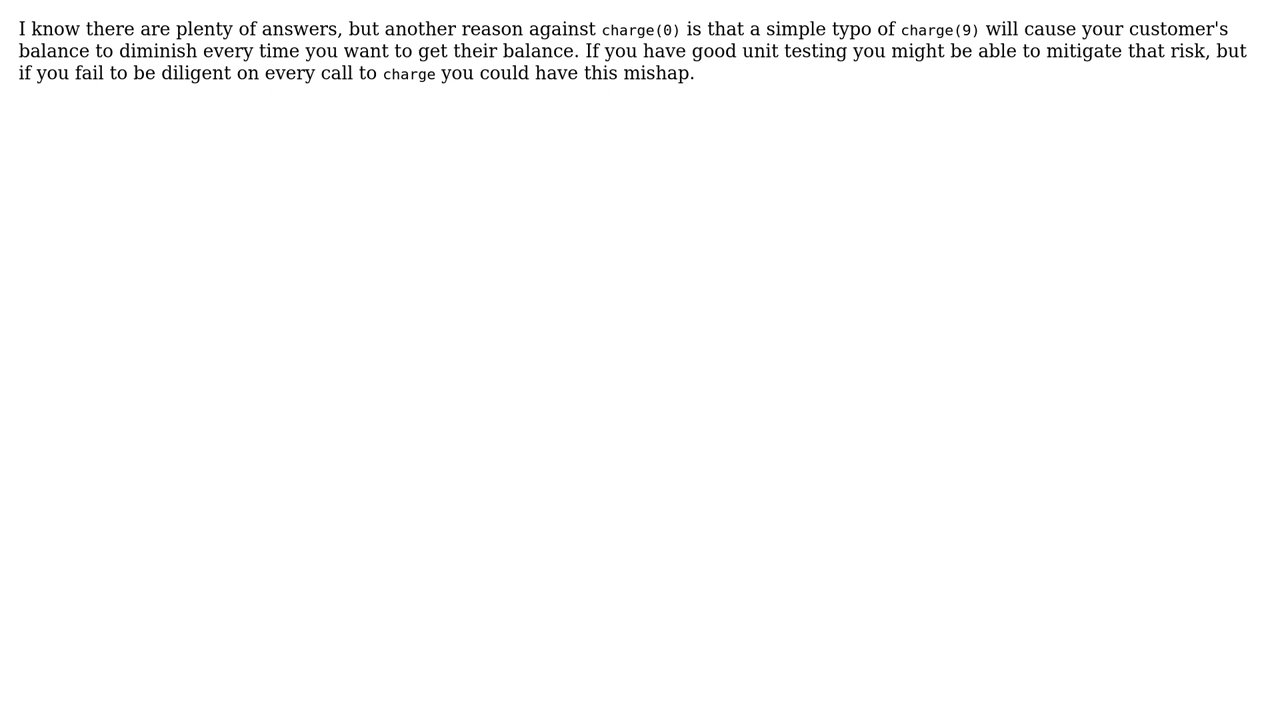 I know there are plenty of answers, but another reason against charge(0) is that a simple typo of charge(9) will cause your customer's
balance to diminish every time you want to get their balance. If you have good unit testing you might be able to mitigate that risk, but
if you fail to be diligent on every call to charge you could have this mishap.